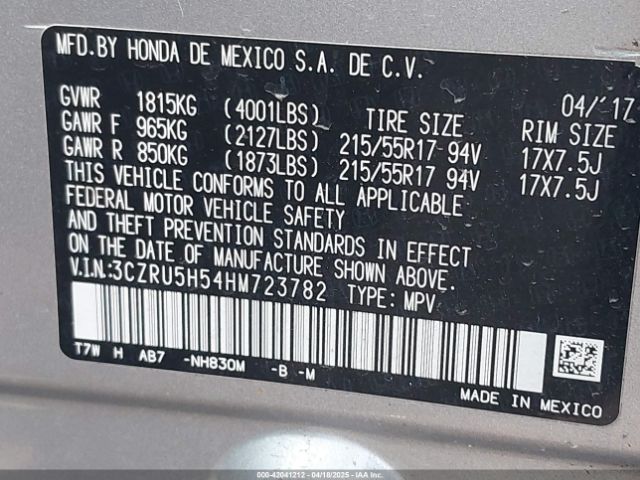 MFD. BY HONDA DE MEXICO S.A. DE C.V.
04/'17
GVWR 1815KG (4001LBS) TIRE SIZE RIM SIZE
GAWR F 965KG (2127LBS) 215/55R17 94V 17X7.5J
GAWR R 850KG (1873LBS) 215/55R17 94V 17X7.5J
THIS VEHICLE CONFORMS TO ALL APPLICABLE
FEDERAL MOTOR VEHICLE SAFETY
AND THEFT PREVENTION STANDARDS IN EFFECT
ON THE DATE OF MANUFACTURE SHOWN ABOVE.
V.I.N.:3CZRU5H54HM723782 TYPE: MPV
T7W H AB7 -NH830M -B -M
MADE IN MEXICO
000-42041212 - 04/18/2025 - IAAI.COM